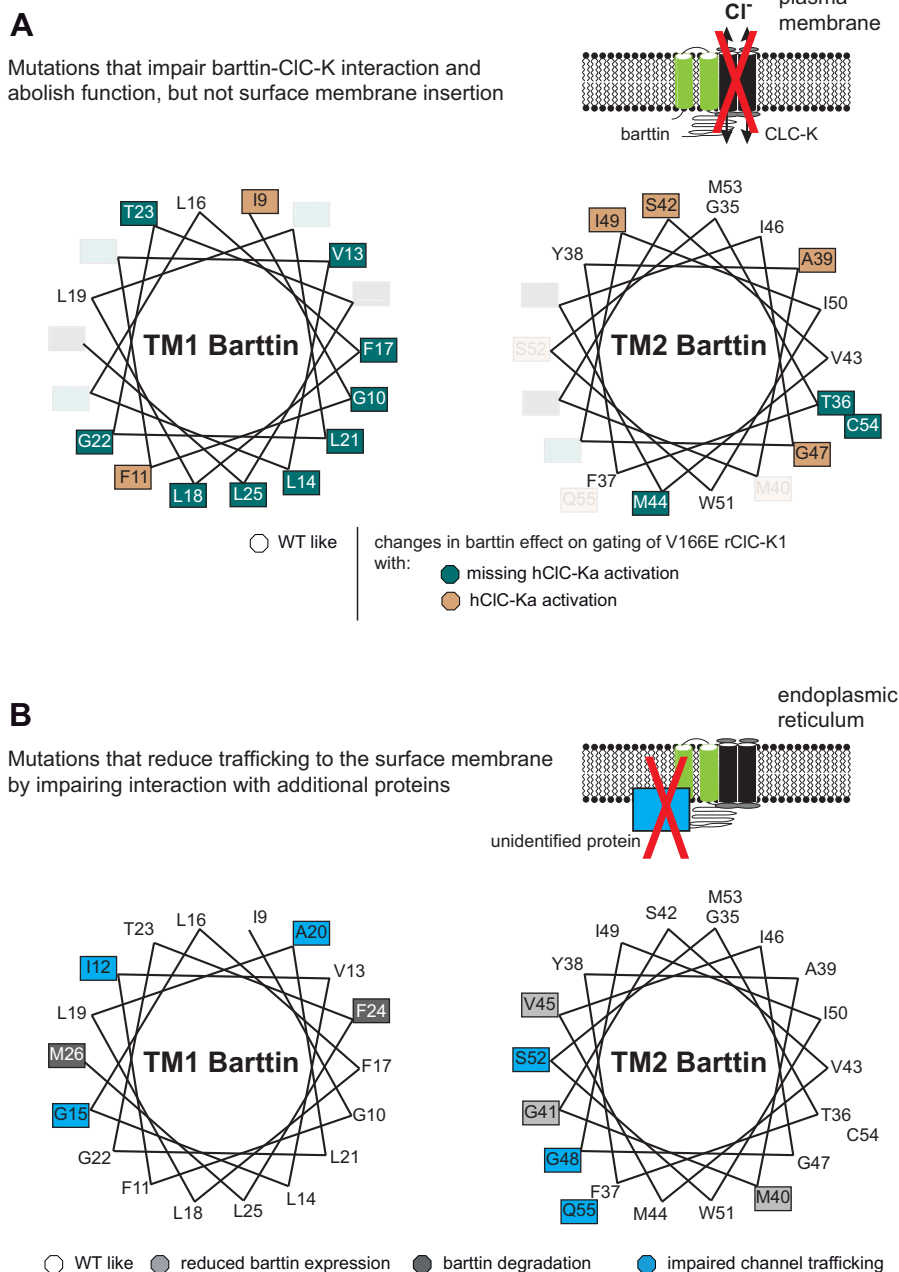 A
Cl-
plasma
membrane
Mutations that impair barttin-ClC-K interaction and
abolish function, but not surface membrane insertion
barttin
CLC-K
T23
L16
I9
V13
L19
F17
G10
G22
L21
F11
L18
L25
L14
TM1 Barttin
M53
S42
G35
I49
I46
Y38
A39
I50
S52
V43
T36
C54
G47
F37
Q55
M44
W51
M40
TM2 Barttin
WT like
changes in barttin effect on gating of V166E rClC-K1
with:
missing hClC-Ka activation
hClC-Ka activation
B
endoplasmic
reticulum
Mutations that reduce trafficking to the surface membrane
by impairing interaction with additional proteins
unidentified protein
T23
L16
I9
A20
I12
V13
L19
F24
M26
F17
G15
G10
G22
L21
F11
L14
L18
L25
TM1 Barttin
M53
S42
G35
I49
I46
Y38
A39
V45
I50
S52
V43
G41
T36
C54
G48
G47
F37
Q55
M40
M44
W51
TM2 Barttin
WT like
reduced barttin expression
barttin degradation
impaired channel trafficking